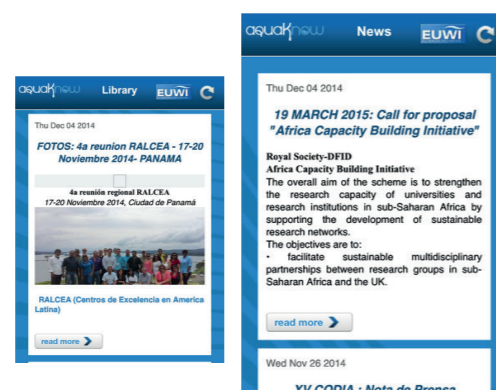 aquaknow Library EUWI
Thu Dec 04 2014
FOTOS: 4a reunion RALCEA - 17-20
Noviembre 2014- PANAMA
4a reunión regional RALCEA
17-20 Noviembre 2014, Ciudad de Panamá
RALCEA (Centros de Excelencia en America
Latina)
read more
aquaknow News EUWI
Thu Dec 04 2014
19 MARCH 2015: Call for proposal
"Africa Capacity Building Initiative"
Royal Society-DFID
Africa Capacity Building Initiative
The overall aim of the scheme is to strengthen
the research capacity of universities and
research institutions in sub-Saharan Africa by
supporting the development of sustainable
research networks.
The objectives are to:
• facilitate sustainable multidisciplinary
partnerships between research groups in sub-
Saharan Africa and the UK.
read more
Wed Nov 26 2014
XV CODIA : Nota de Prensa